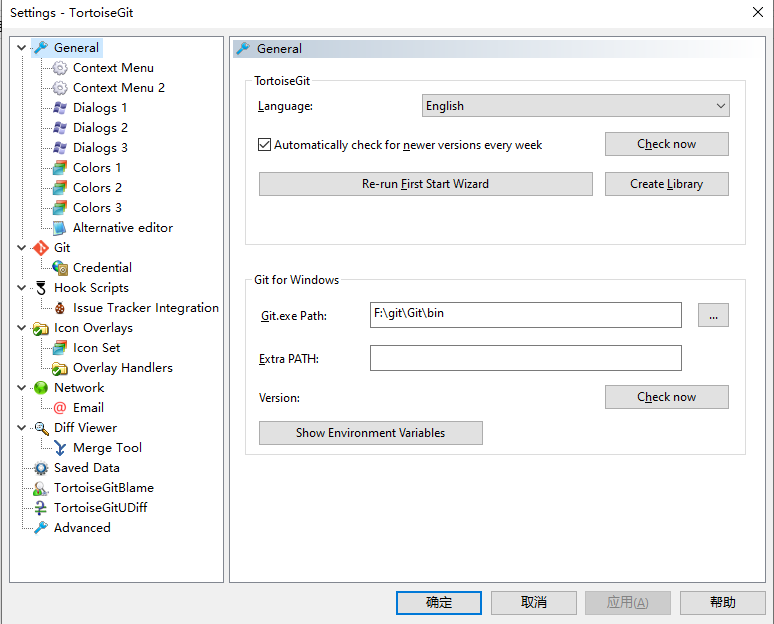 Settings - TortoiseGit
General
Context Menu
Context Menu 2
Dialogs 1
Dialogs 2
Dialogs 3
Colors 1
Colors 2
Colors 3
Alternative editor
Git
Credential
Hook Scripts
Issue Tracker Integration
Icon Overlays
Icon Set
Overlay Handlers
Network
Email
Diff Viewer
Merge Tool
Saved Data
TortoiseGitBlame
TortoiseGitUDiff
Advanced
General
TortoiseGit
Language:
English
Automatically check for newer versions every week
Check now
Re-run First Start Wizard
Create Library
Git for Windows
Git.exe Path:
F:\git\Git\bin
...
Extra PATH:
Version:
Check now
Show Environment Variables
确定
取消
应用(A)
帮助